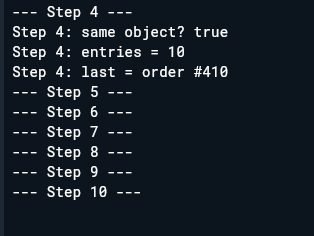 --- Step 4 ---
Step 4: same object? true
Step 4: entries = 10
Step 4: last = order #410
--- Step 5 ---
--- Step 6 ---
--- Step 7 ---
--- Step 8 ---
--- Step 9 ---
--- Step 10 ---